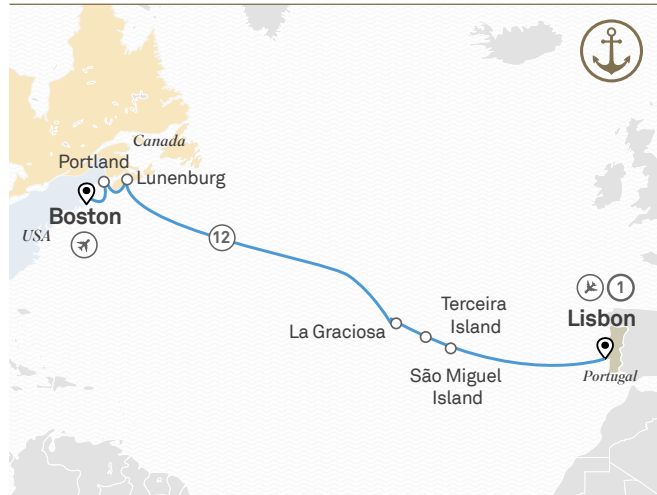 Canada
Portland
Lunenburg
Boston
USA
12
1
Lisbon
Terceira
Island
La Graciosa
São Miguel
Island
Portugal